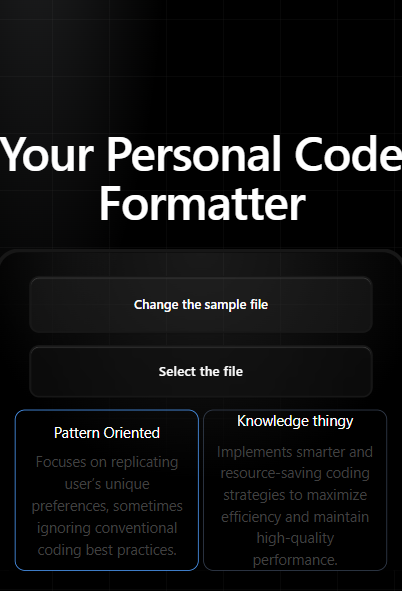 Your Personal Code
Formatter
Change the sample file
Select the file
Pattern Oriented
Focuses on replicating
user's unique
preferences, sometimes
ignoring conventional
coding best practices.
Knowledge thingy
Implements smarter and
resource-saving coding
strategies to maximize
efficiency and maintain
high-quality
performance.